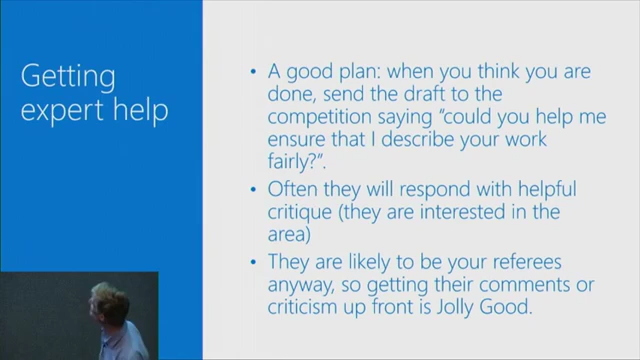 Getting
expert help
• A good plan: when you think you are
done, send the draft to the
competition saying “could you help me
ensure that I describe your work
fairly?”.
• Often they will respond with helpful
critique (they are interested in the
area)
• They are likely to be your referees
anyway, so getting their comments or
criticism up front is Jolly Good.